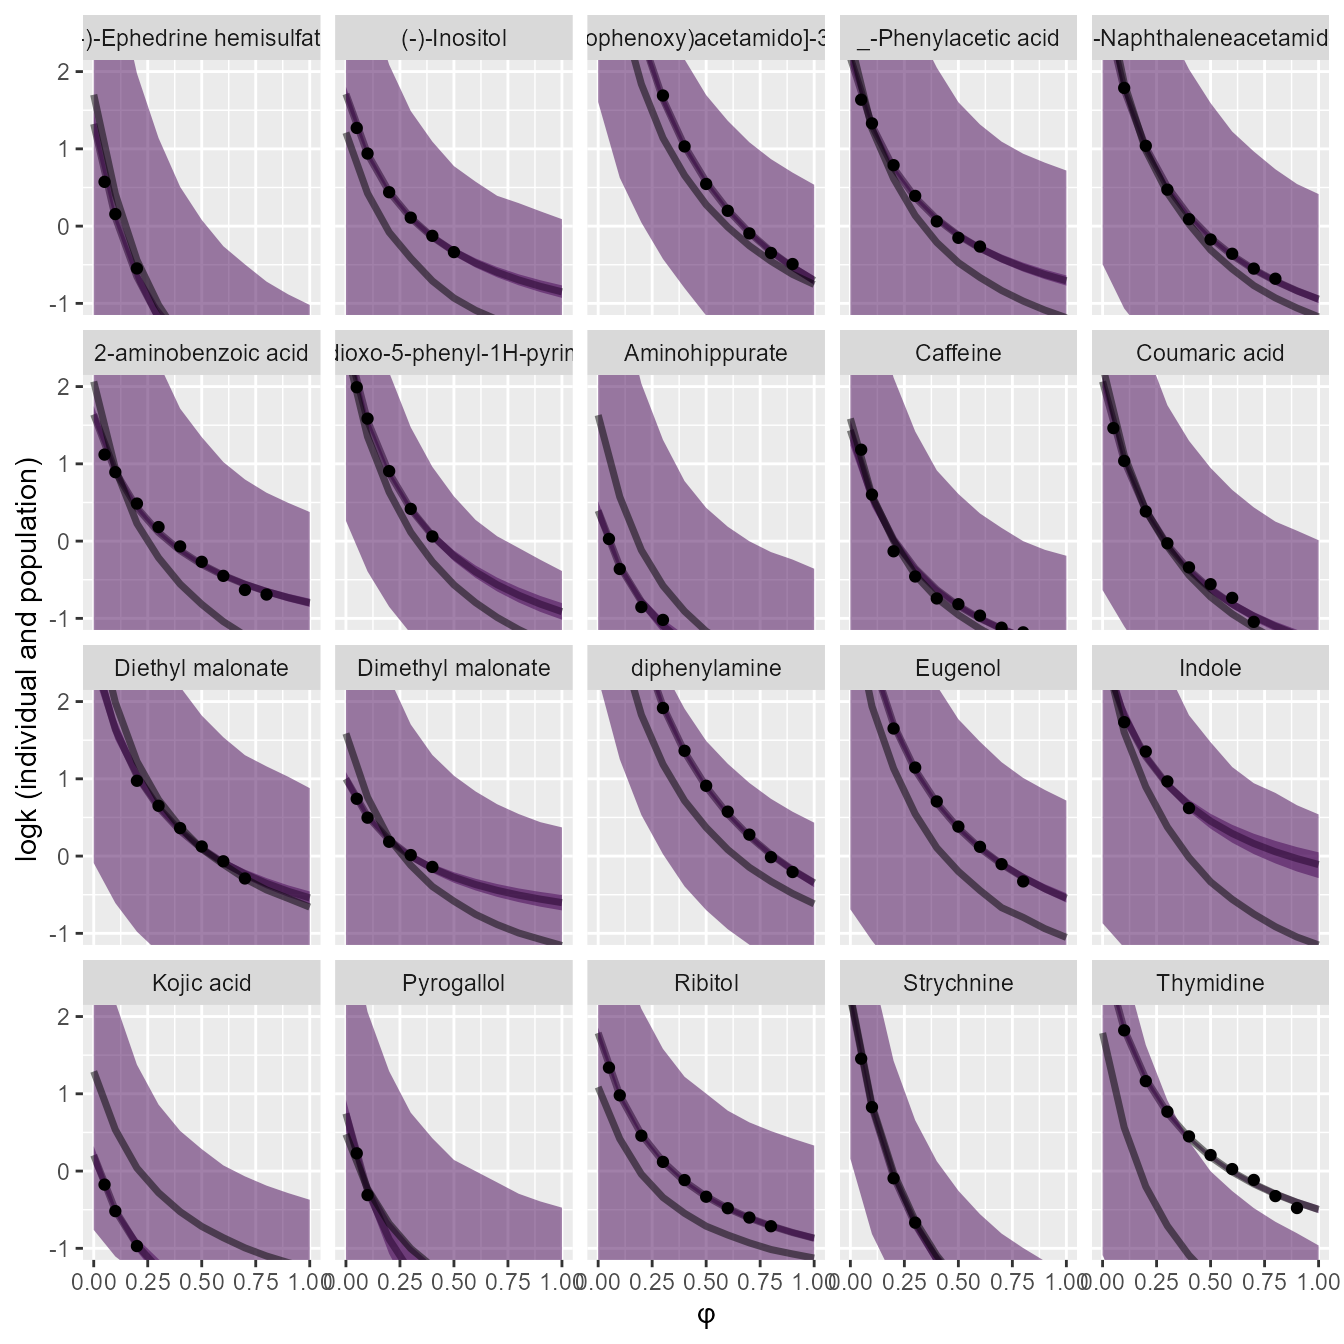 -)-Ephedrine hemisulfat
(-)-Inositol
ophenoxy)acetamido]-3
_-Phenylacetic acid
-Naphthaleneacetamid
2
1
0
-1
2-aminobenzoic acid
dioxo-5-phenyl-1H-pyrim
Aminohippurate
Caffeine
Coumaric acid
2
1
0
-1
logk (individual and population)
Diethyl malonate
Dimethyl malonate
diphenylamine
Eugenol
Indole
2
1
0
-1
Kojic acid
Pyrogallol
Ribitol
Strychnine
Thymidine
2
1
0
-1
0.00 0.25 0.50 0.75 1.00
0.00 0.25 0.50 0.75 1.00
0.00 0.25 0.50 0.75 1.00
0.00 0.25 0.50 0.75 1.00
0.00 0.25 0.50 0.75 1.00
φ